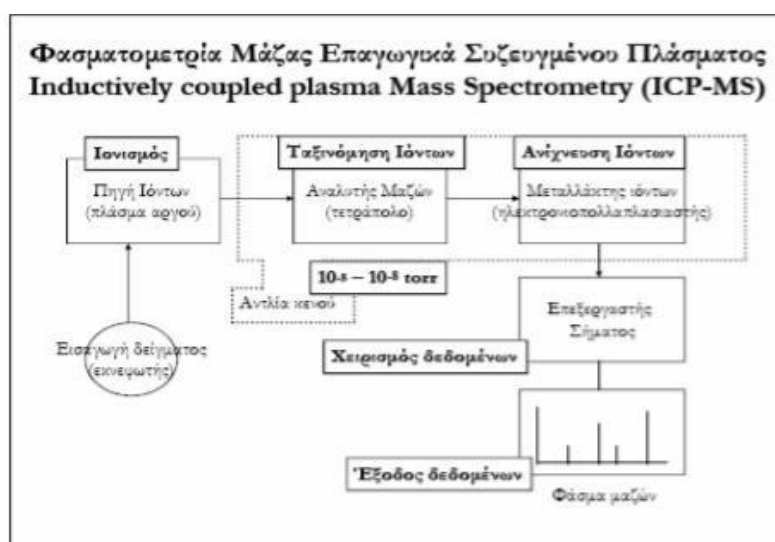 Φασματομετρία Μάζας Επαγωγικά Συζευγμένου Πλάσματος
Inductively coupled plasma Mass Spectrometry (ICP-MS)
Ιονισμός
Πηγή Ιόντων
(πλάσμα αργού)
Ταξινόμηση Ιόντων
Αναλυτής Μαζών
(τετράπολο)
Ανίχνευση Ιόντων
Μεταλλάκτης ιόντων
(ηλεκτρονιοπολλαπλασιαστής)
10-5 – 10-8 torr
Αντλία κενού
Εισαγωγή δείγματος
(εκνεφωτής)
Επεξεργαστής
Σήματος
Χειρισμός δεδομένων
Έξοδος δεδομένων
Φάσμα μαζών